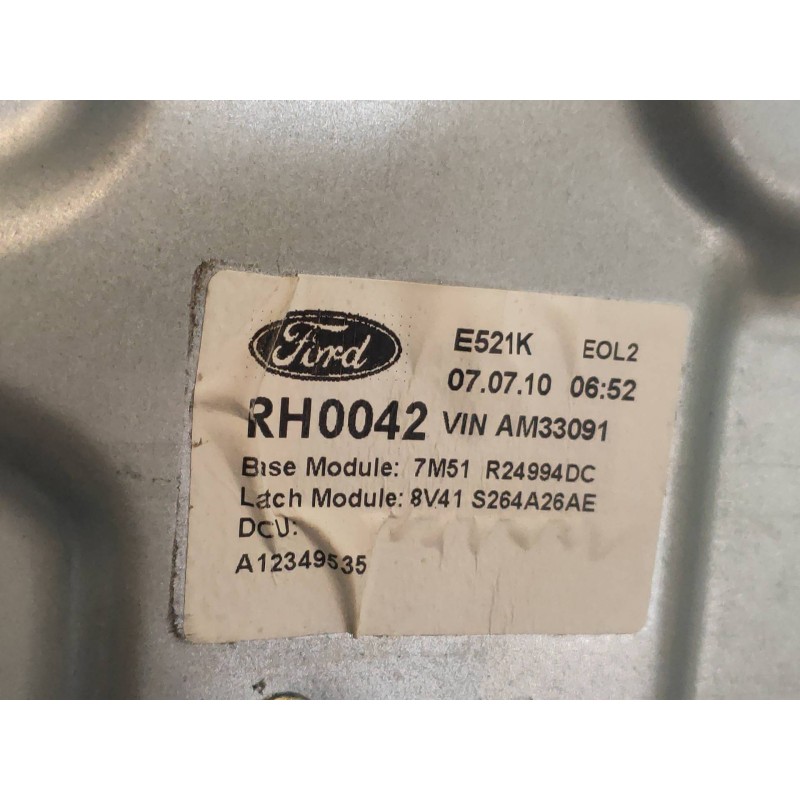 Ford
E521K EOL2
07.07.10 06:52
RH0042 VIN AM33091
Base Module: 7M51 R24994DC
Latch Module: 8V41 S264A26AE
DCU:
A12349535